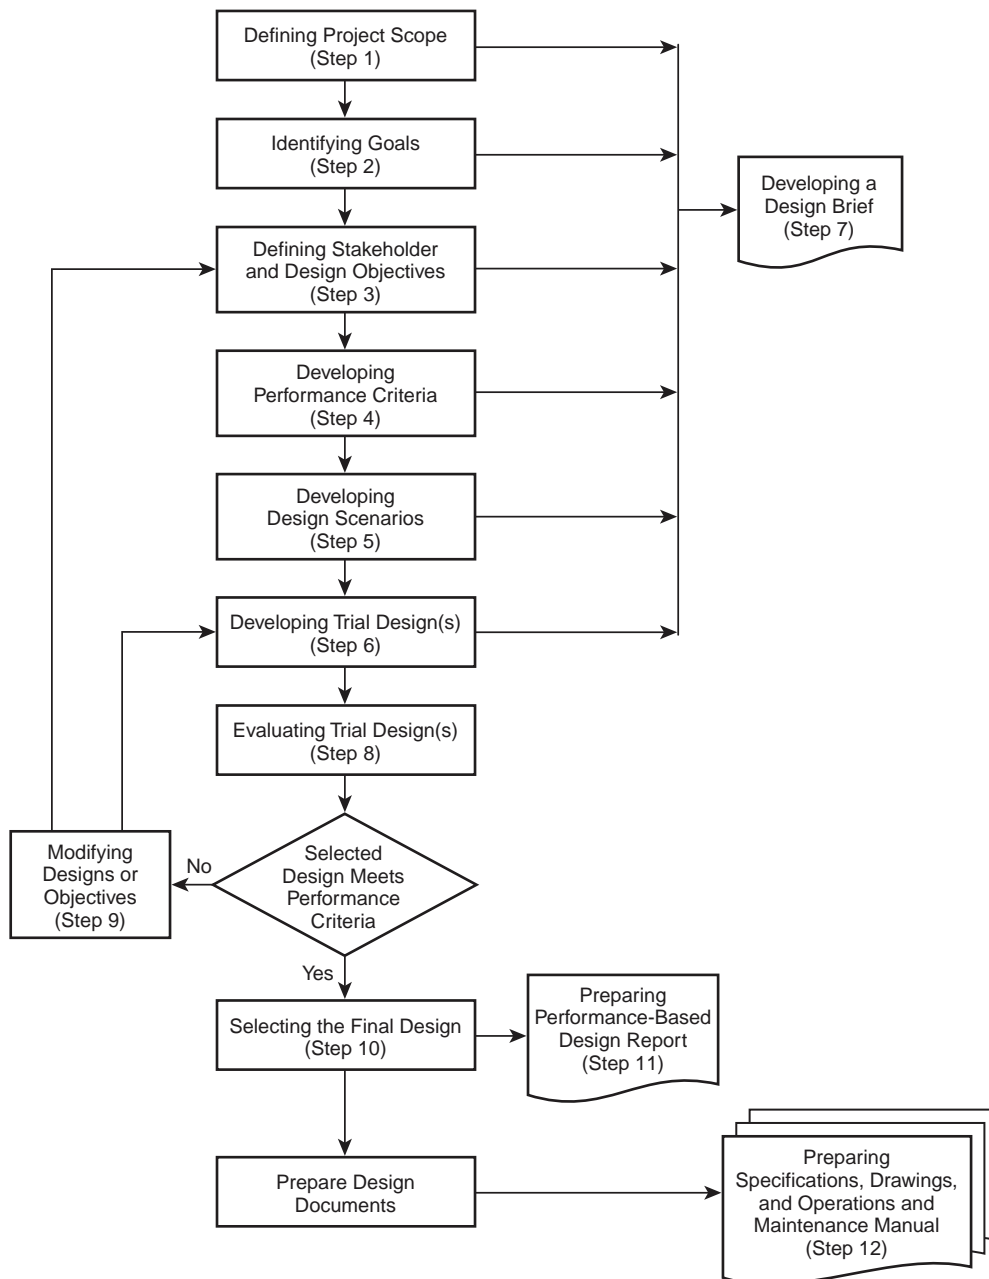 Defining Project Scope
(Step 1)
Identifying Goals
(Step 2)
Developing a
Design Brief
(Step 7)
Defining Stakeholder
and Design Objectives
(Step 3)
Developing
Performance Criteria
(Step 4)
Developing
Design Scenarios
(Step 5)
Developing Trial Design(s)
(Step 6)
Evaluating Trial Design(s)
(Step 8)
Selected
Design Meets
Performance
Criteria
No
Modifying
Designs or
Objectives
(Step 9)
Yes
Selecting the Final Design
(Step 10)
Preparing
Performance-Based
Design Report
(Step 11)
Prepare Design
Documents
Preparing
Specifications, Drawings,
and Operations and
Maintenance Manual
(Step 12)